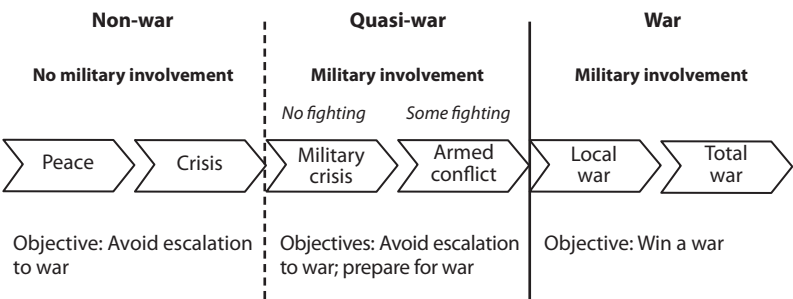 Non-war
Quasi-war
War
No military involvement
Military involvement
Military involvement
No fighting
Some fighting
Peace
Crisis
Military
crisis
Armed
conflict
Local
war
Total
war
Objective: Avoid escalation
to war
Objectives: Avoid escalation
to war; prepare for war
Objective: Win a war